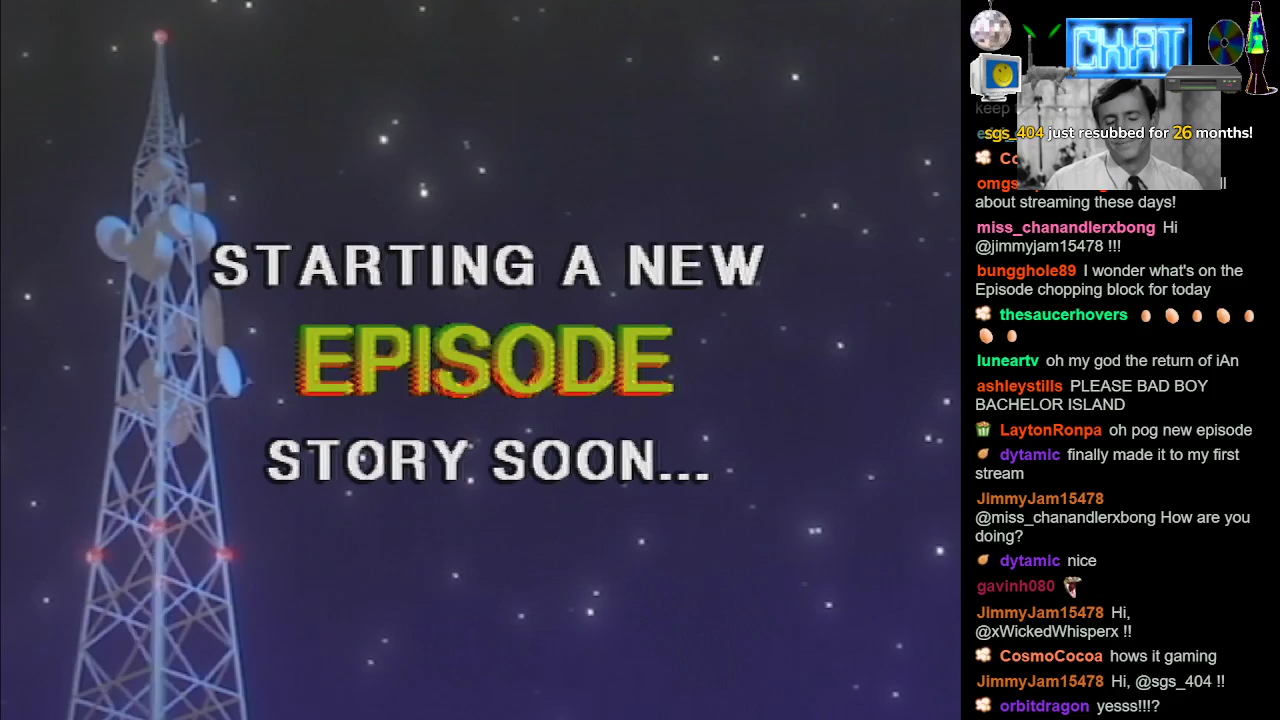 STARTING A NEW
EPISODE
STORY SOON...
CHAT
keep
sgs_404 just resubbed for 26 months!
Co
omgs
about streaming these days!
miss_chanandlerxbong Hi
@jimmyjam15478 !!!
bungghole89 I wonder what's on the
Episode chopping block for today
thesaucerhovers
luneartv oh my god the return of iAn
ashleystills PLEASE BAD BOY
BACHELOR ISLAND
LaytonRonpa oh pog new episode
dytamic finally made it to my first
stream
JImmyJam15478
@miss_chanandlerxbong How are you
doing?
dytamic nice
gavinh080
JImmyJam15478 Hi,
@xWickedWhisperx !!
CosmoCocoa hows it gaming
JImmyJam15478 Hi, @sgs_404 !!
orbitdragon yesss!!!?